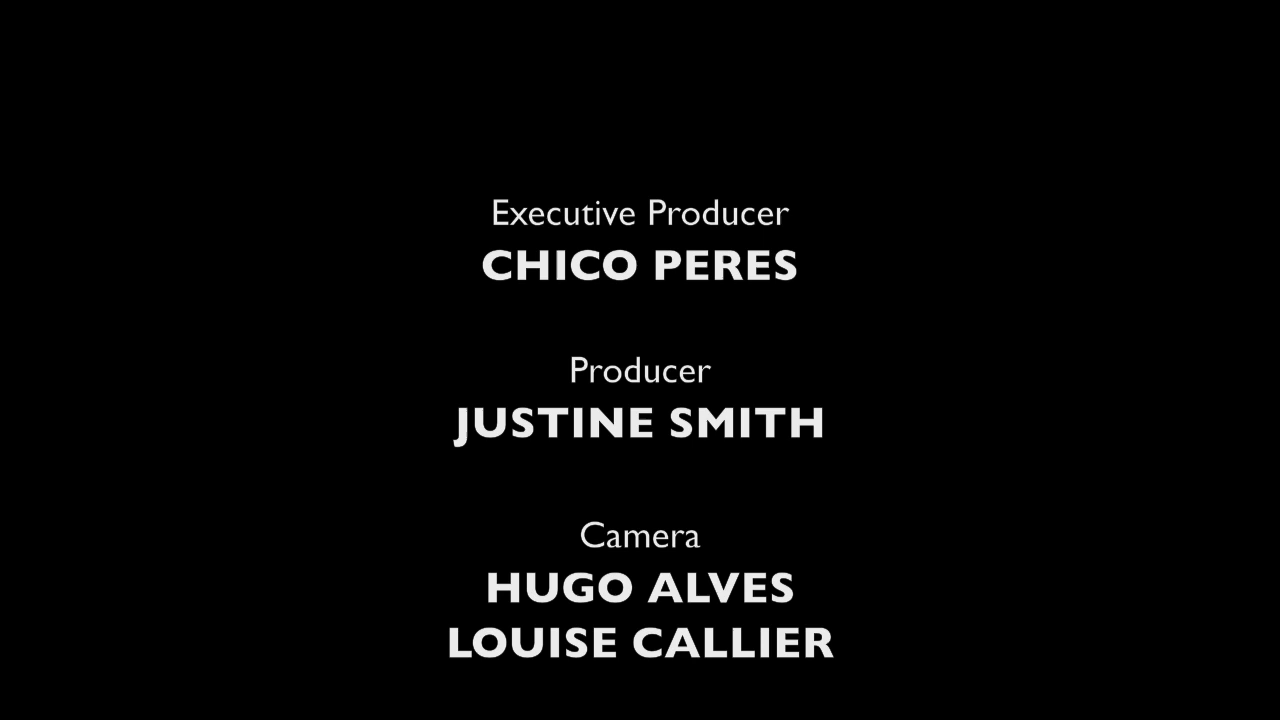 Executive Producer
CHICO PERES
Producer
JUSTINE SMITH
Camera
HUGO ALVES
LOUISE CALLIER